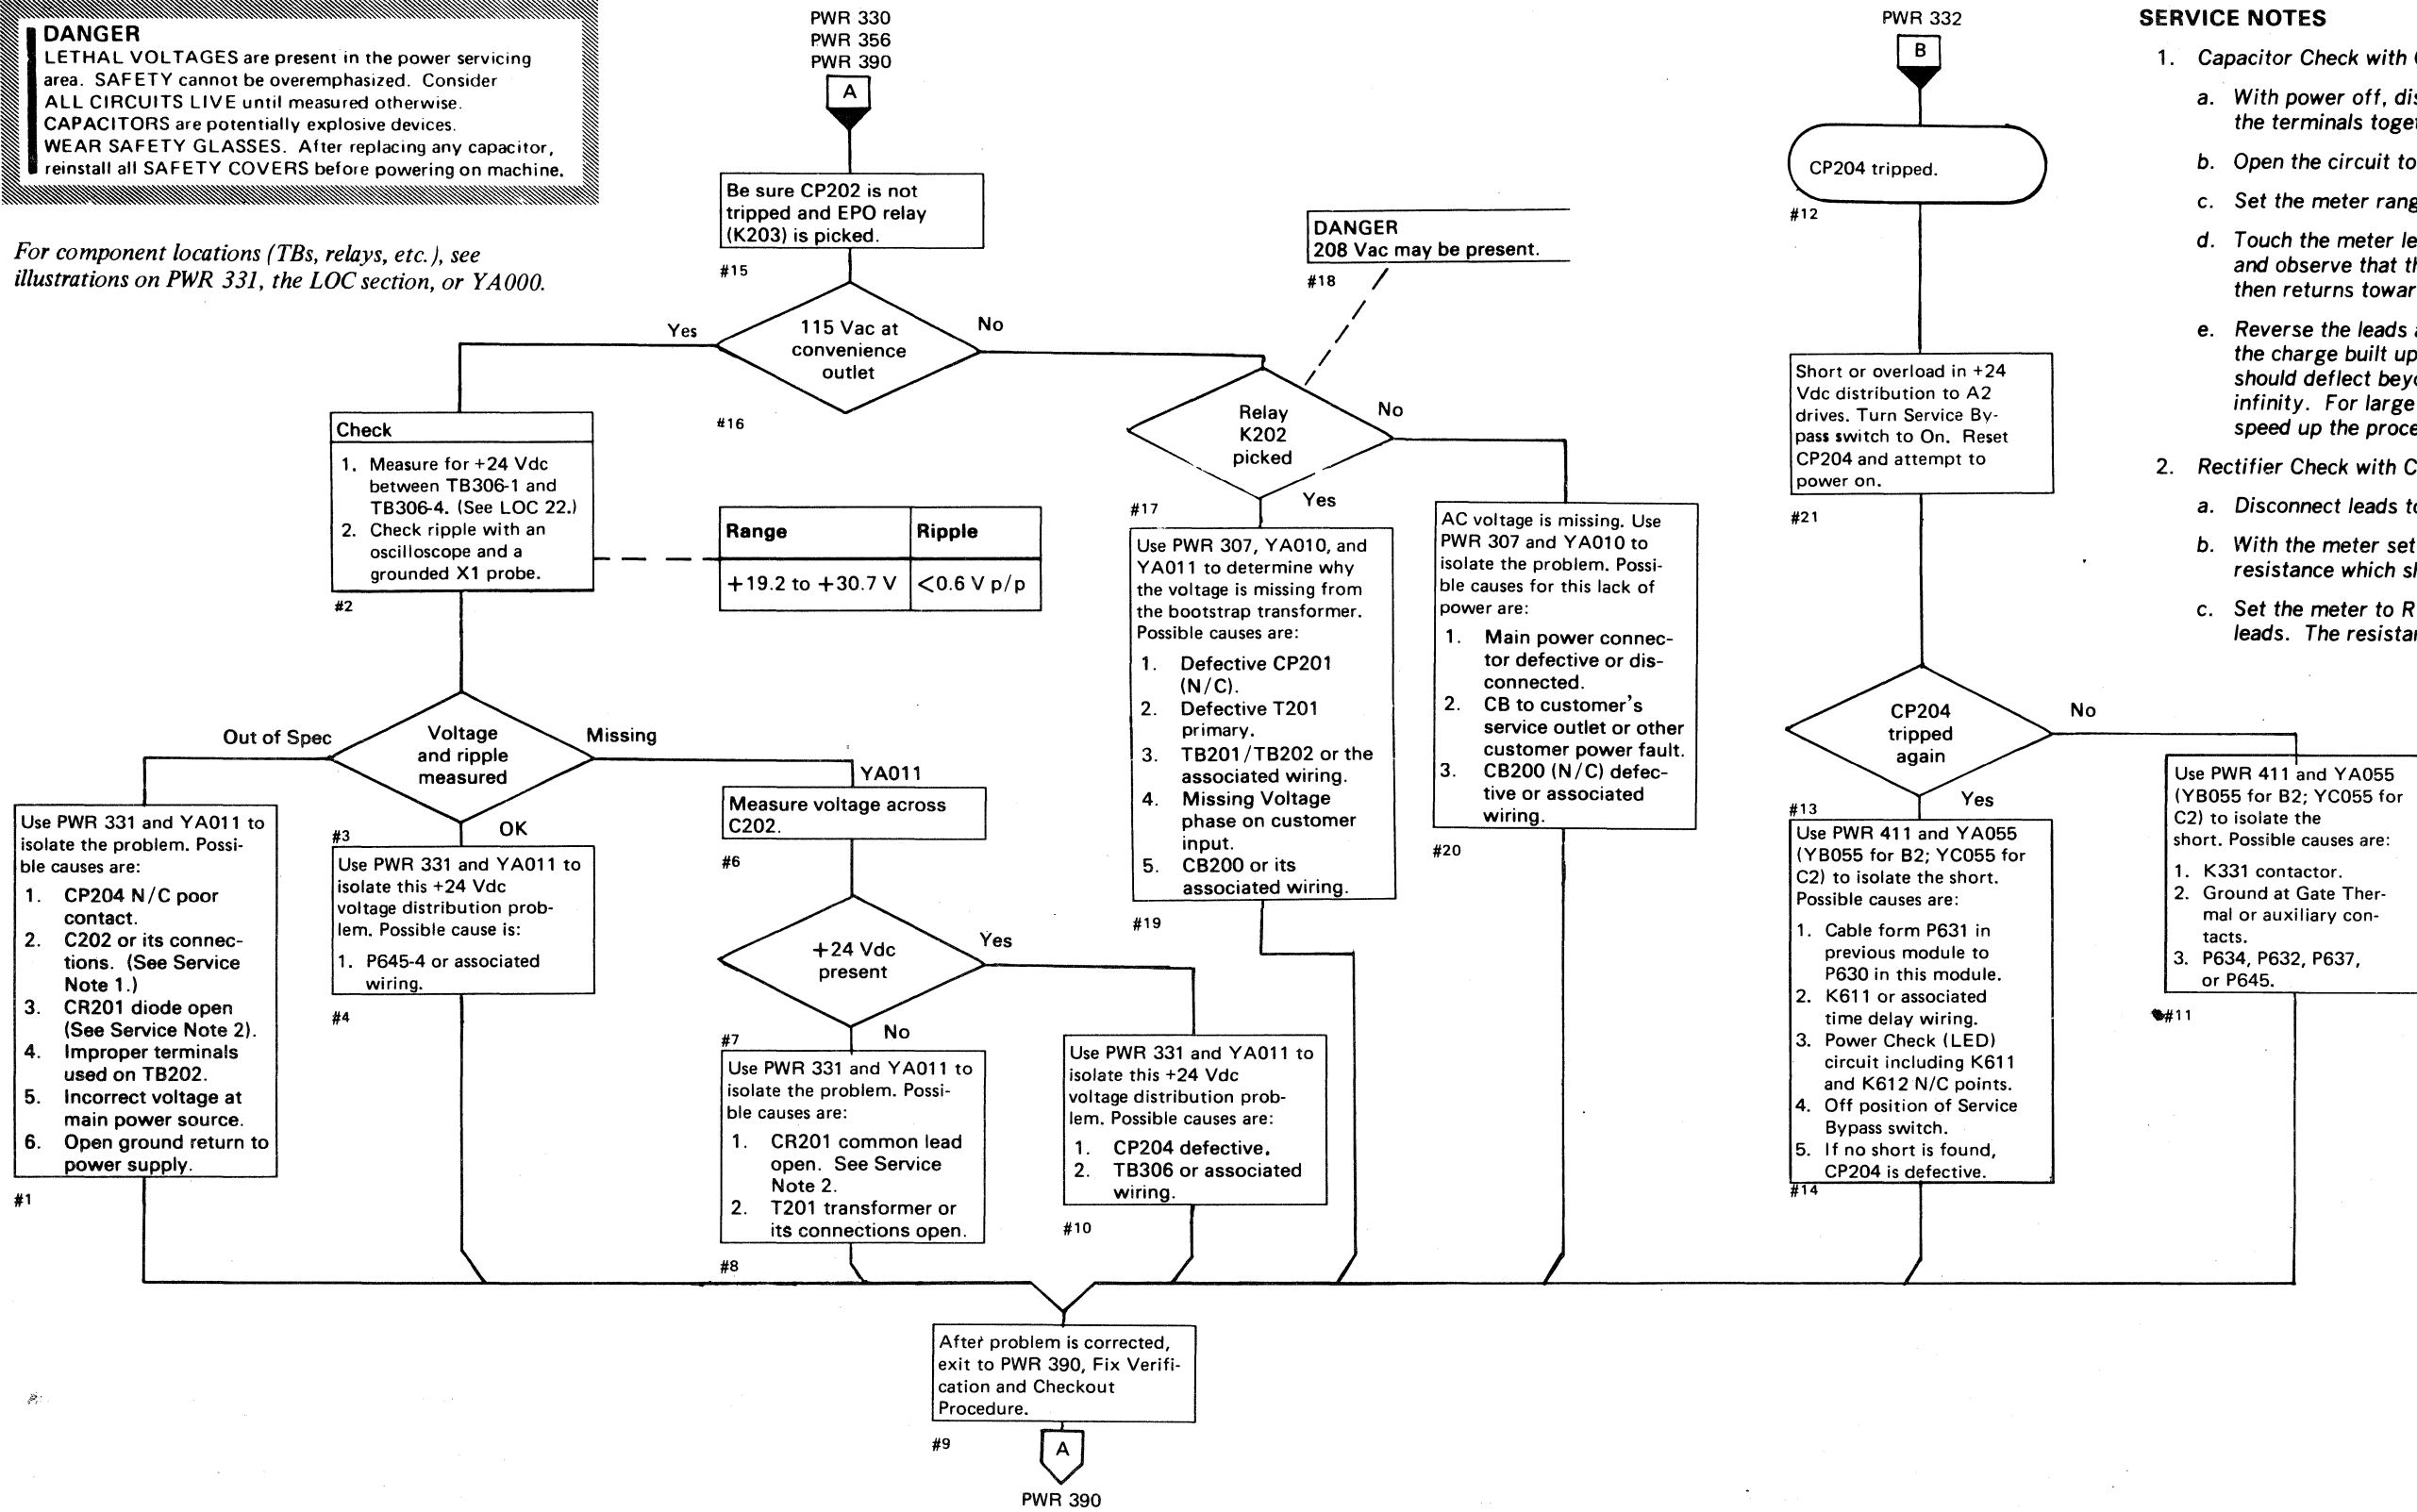 DANGER
LETHAL VOLTAGES are present in the power servicing
area. SAFETY cannot be overemphasized. Consider
ALL CIRCUITS LIVE until measured otherwise.
CAPACITORS are potentially explosive devices.
WEAR SAFETY GLASSES. After replacing any capacitor,
reinstall all SAFETY COVERS before powering on machine.
For component locations (TBs, relays, etc.), see
illustrations on PWR 331, the LOC section, or YA000.
PWR 330
PWR 356
PWR 390
A
Be sure CP202 is not
tripped and EPO relay
(K203) is picked.
#15
115 Vac at
convenience
outlet
Yes
No
#16
DANGER
208 Vac may be present.
#18
Check
1. Measure for +24 Vdc
between TB306-1 and
TB306-4. (See LOC 22.)
2. Check ripple with an
oscilloscope and a
grounded X1 probe.
#2
Range
Ripple
+19.2 to +30.7 V
<0.6 V p/p
Relay
K202
picked
No
Yes
#17
Use PWR 307, YA010, and
YA011 to determine why
the voltage is missing from
the bootstrap transformer.
Possible causes are:
1. Defective CP201
(N/C).
2. Defective T201
primary.
3. TB201/TB202 or the
associated wiring.
4. Missing Voltage
phase on customer
input.
5. CB200 or its
associated wiring.
#19
AC voltage is missing. Use
PWR 307 and YA010 to
isolate the problem. Possi-
ble causes for this lack of
power are:
1. Main power connec-
tor defective or dis-
connected.
2. CB to customer's
service outlet or other
customer power fault.
3. CB200 (N/C) defec-
tive or associated
wiring.
#20
Voltage
and ripple
measured
Out of Spec
Missing
OK
#3
Use PWR 331 and YA011 to
isolate the problem. Possi-
ble causes are:
1. CP204 N/C poor
contact.
2. C202 or its connec-
tions. (See Service
Note 1.)
3. CR201 diode open
(See Service Note 2).
4. Improper terminals
used on TB202.
5. Incorrect voltage at
main power source.
6. Open ground return to
power supply.
#1
Use PWR 331 and YA011 to
isolate this +24 Vdc
voltage distribution prob-
lem. Possible cause is:
1. P645-4 or associated
wiring.
#4
YA011
Measure voltage across
C202.
#6
+24 Vdc
present
Yes
No
#7
Use PWR 331 and YA011 to
isolate the problem. Possi-
ble causes are:
1. CR201 common lead
open. See Service
Note 2.
2. T201 transformer or
its connections open.
#8
Use PWR 331 and YA011 to
isolate this +24 Vdc
voltage distribution prob-
lem. Possible causes are:
1. CP204 defective.
2. TB306 or associated
wiring.
#10
After problem is corrected,
exit to PWR 390, Fix Verifi-
cation and Checkout
Procedure.
#9
A
PWR 390
PWR 332
B
CP204 tripped.
#12
Short or overload in +24
Vdc distribution to A2
drives. Turn Service By-
pass switch to On. Reset
CP204 and attempt to
power on.
#21
CP204
tripped
again
No
Yes
#13
Use PWR 411 and YA055
(YB055 for B2; YC055 for
C2) to isolate the short.
Possible causes are:
1. Cable form P631 in
previous module to
P630 in this module.
2. K611 or associated
time delay wiring.
3. Power Check (LED)
circuit including K611
and K612 N/C points.
4. Off position of Service
Bypass switch.
5. If no short is found,
CP204 is defective.
#14
Use PWR 411 and YA055
(YB055 for B2; YC055 for
C2) to isolate the
short. Possible causes are:
1. K331 contactor.
2. Ground at Gate Ther-
mal or auxiliary con-
tacts.
3. P634, P632, P637,
or P645.
#11
SERVICE NOTES
1. Capacitor Check with
a. With power off,
the terminals
b. Open the circuit to
c. Set the meter
d. Touch the meter
and observe that
then returns
e. Reverse the leads
the charge built up
should deflect
infinity. For large
speed up the
2. Rectifier Check with
a. Disconnect leads
b. With the meter set
resistance which
c. Set the meter to R
leads. The